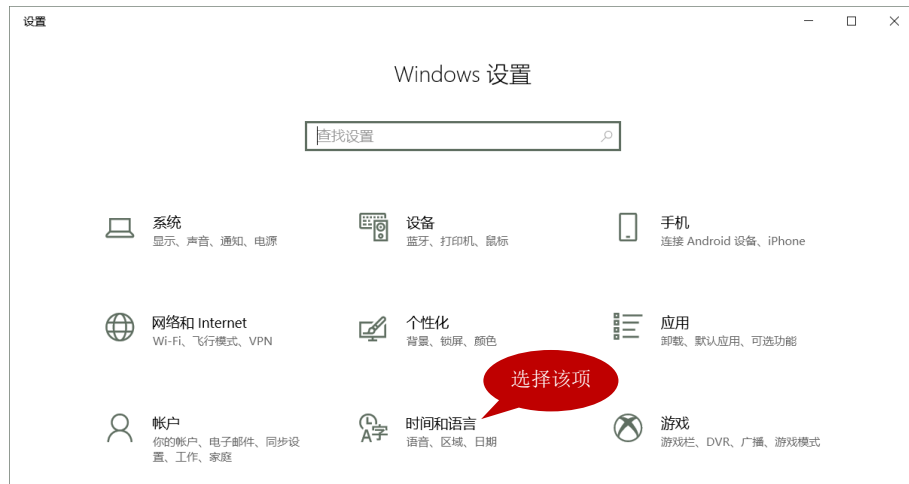 设置
Windows 设置
查找设置
系统
显示、声音、通知、电源
设备
蓝牙、打印机、鼠标
手机
连接 Android 设备、iPhone
网络和 Internet
Wi-Fi、飞行模式、VPN
个性化
背景、锁屏、颜色
应用
卸载、默认应用、可选功能
选择该项
帐户
你的帐户、电子邮件、同步设
置、工作、家庭
时间和语言
语音、区域、日期
游戏
游戏栏、DVR、广播、游戏模式